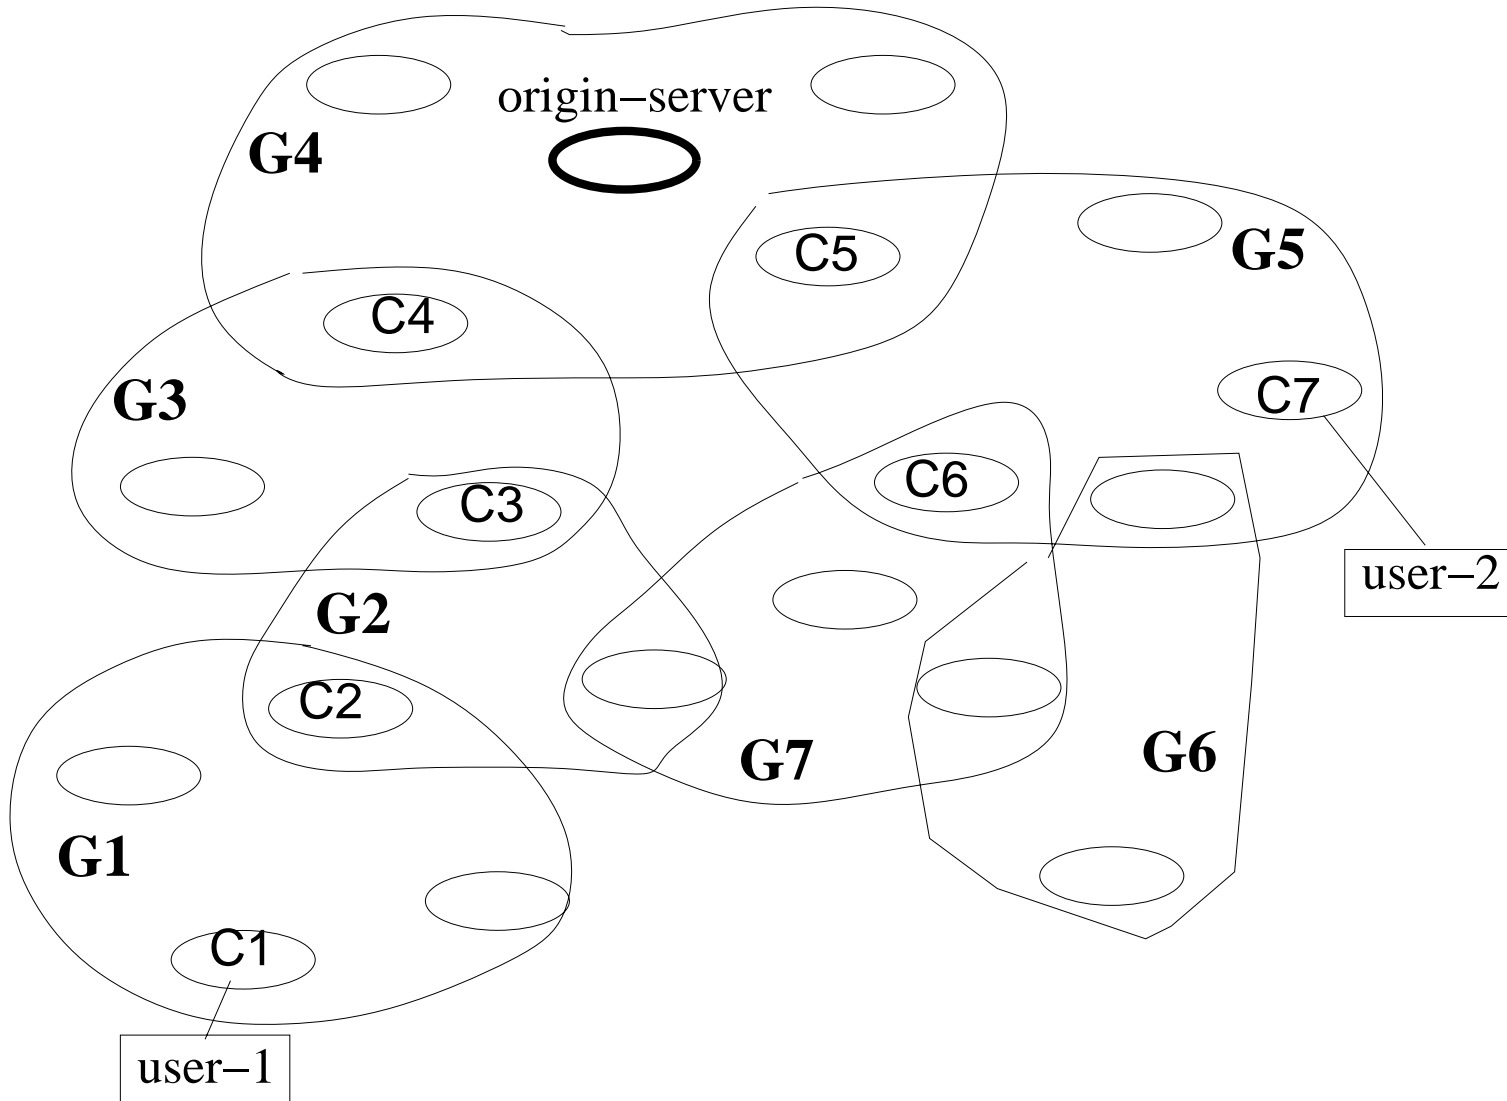 origin−server
G4
C5
G5
C4
G3
C7
C6
C3
user−2
G2
C2
G7
G6
G1
C1
user−1